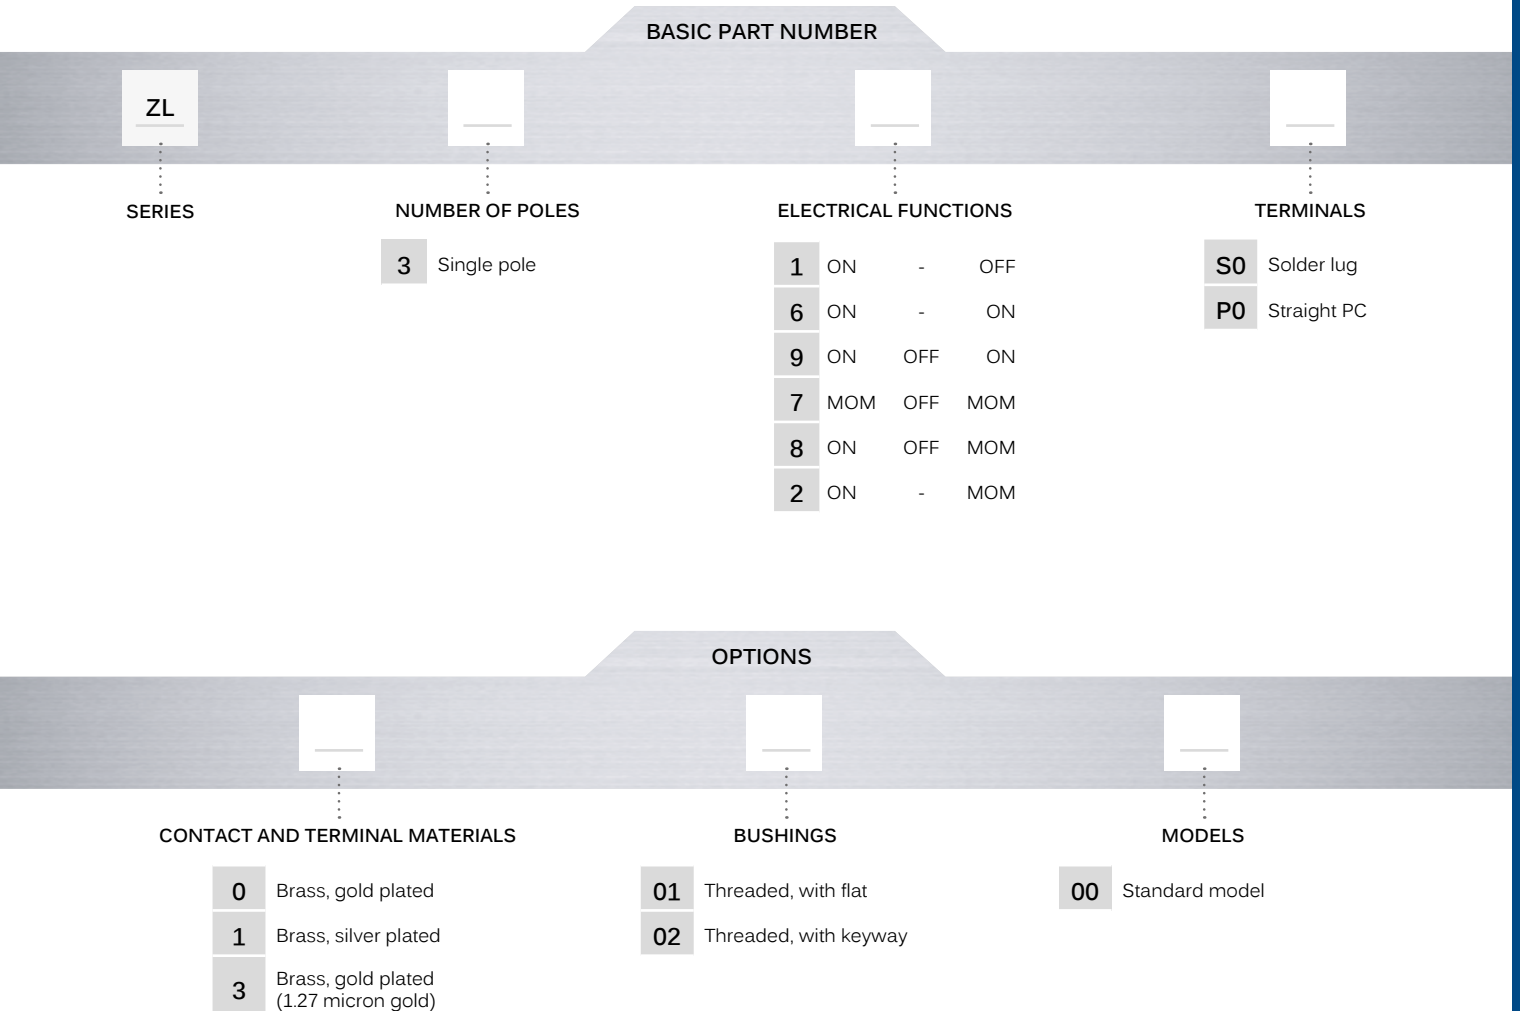 BASIC PART NUMBER
ZL
SERIES
NUMBER OF POLES
3 Single pole
ELECTRICAL FUNCTIONS
1 ON - OFF
6 ON - ON
9 ON OFF ON
7 MOM OFF MOM
8 ON OFF MOM
2 ON - MOM
TERMINALS
S0 Solder lug
P0 Straight PC
OPTIONS
CONTACT AND TERMINAL MATERIALS
0 Brass, gold plated
1 Brass, silver plated
3 Brass, gold plated
(1.27 micron gold)
BUSHINGS
01 Threaded, with flat
02 Threaded, with keyway
MODELS
00 Standard model